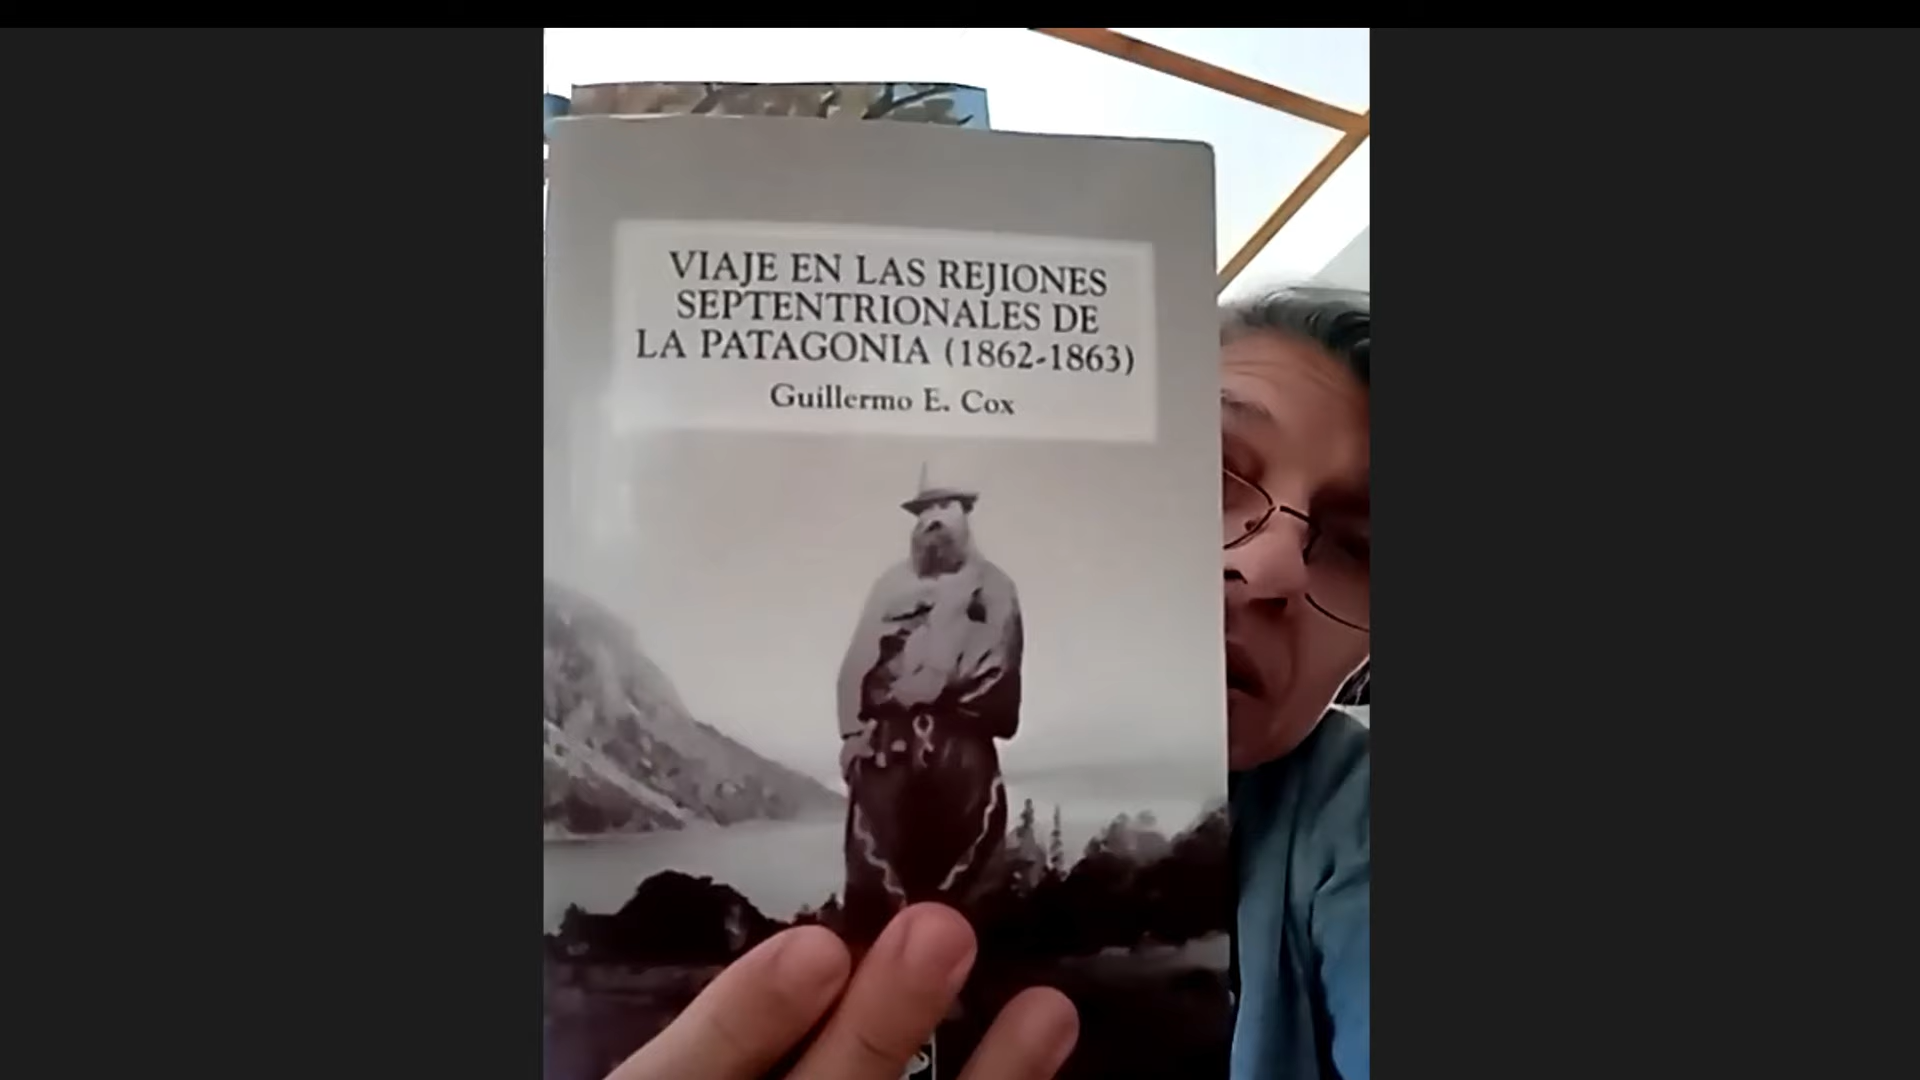 VIAJE EN LAS REJIONES
SEPTENTRIONALES DE
LA PATAGONIA (1862-1863)
Guillermo E. Cox